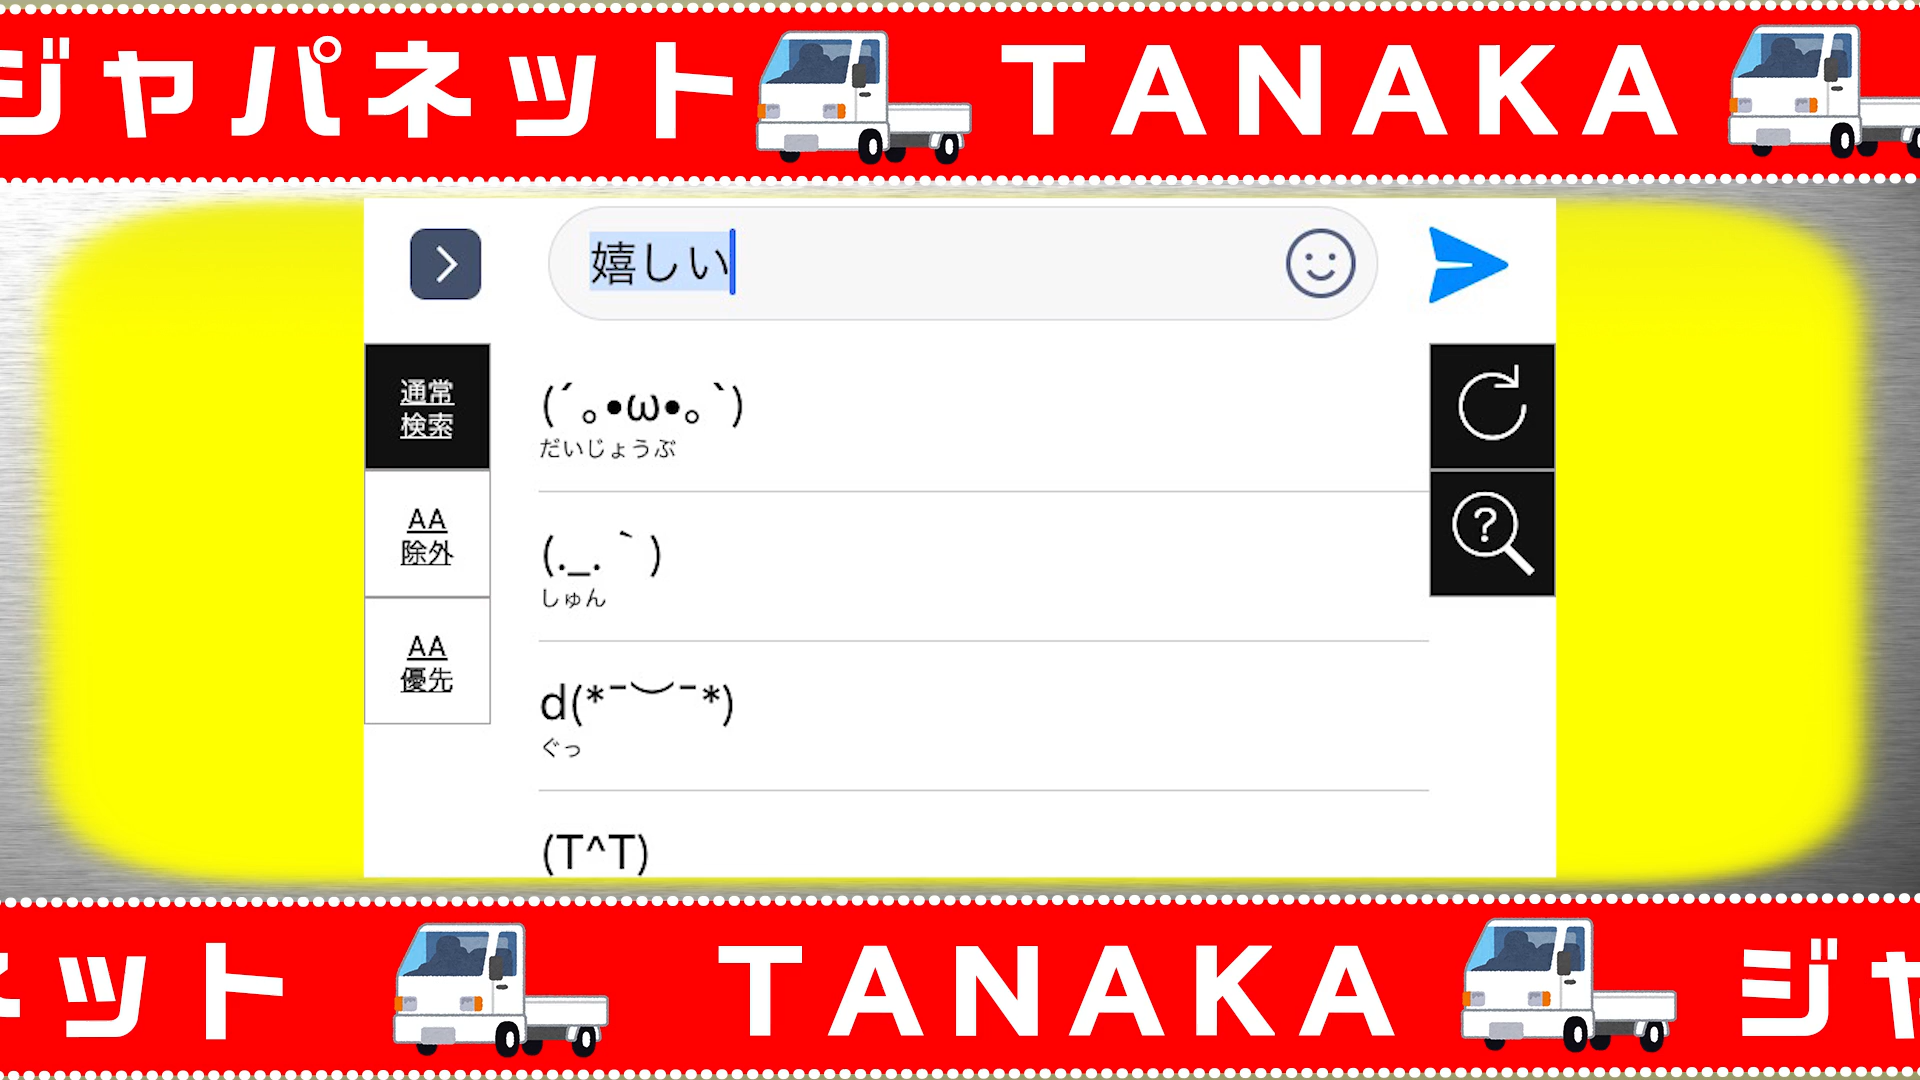 ジャパネット TANAKA
嬉しい
通常
検索
AA
除外
AA
優先
(´｡•ω•｡`)
だいじょうぶ
(._.｀)
しゅん
d(*¯︶¯*)
ぐっ
(T^T)
?
ネット TANAKA ジャ